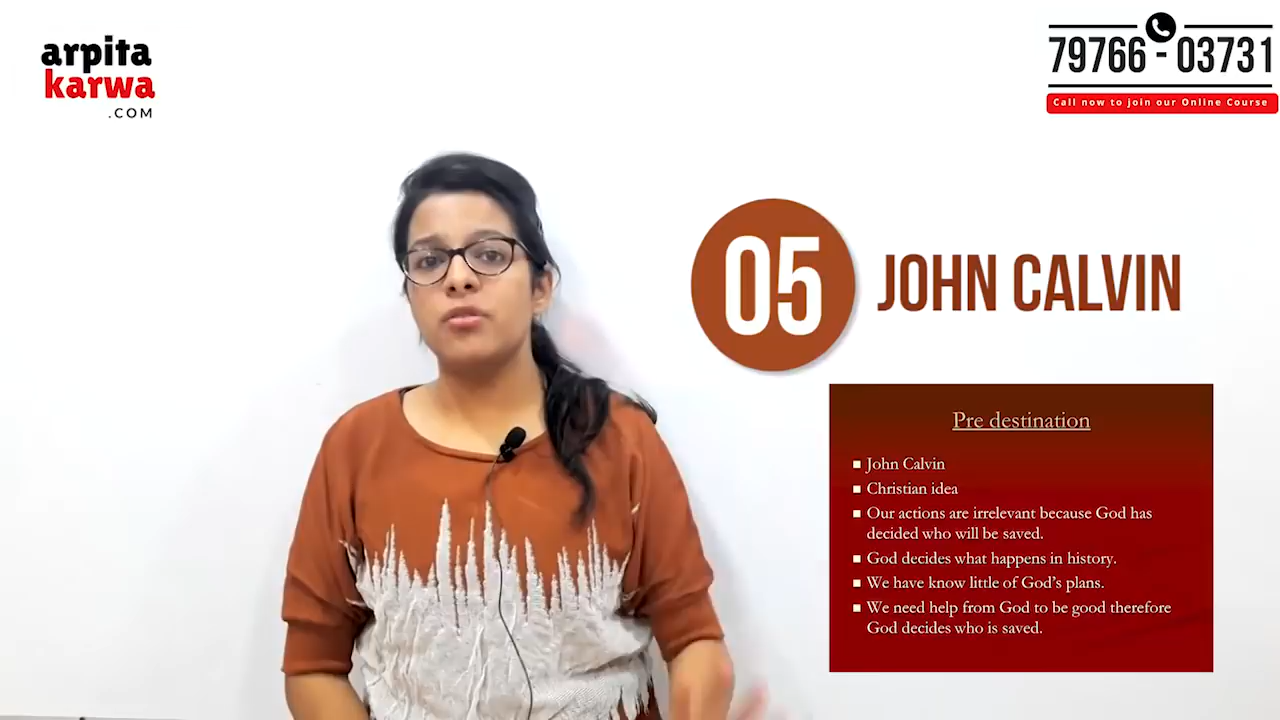 arpita
karwa
.COM
79766 - 03731
Call now to join our Online Course
05
JOHN CALVIN
Pre destination
■ John Calvin
■ Christian idea
■ Our actions are irrelevant because God has
decided who will be saved.
■ God decides what happens in history.
■ We have know little of God's plans.
■ We need help from God to be good therefore
God decides who is saved.